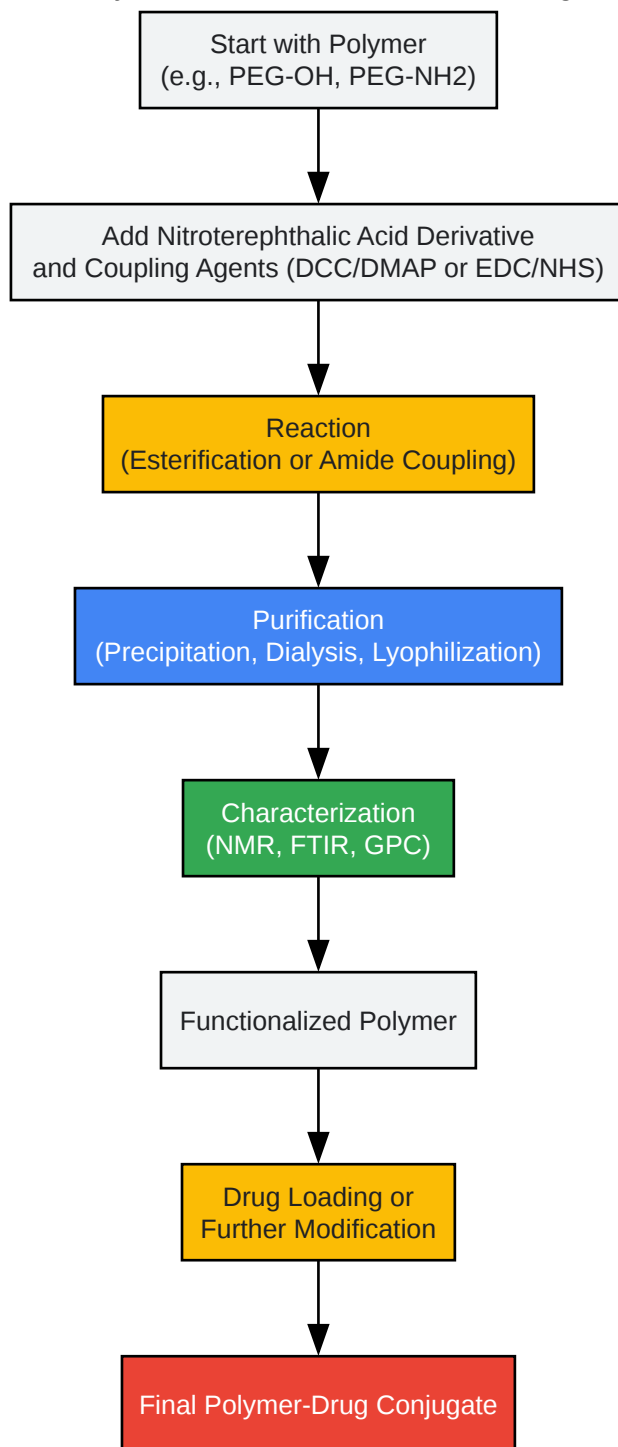 Start with Polymer
(e.g., PEG-OH, PEG-NH2)
Add Nitroterephthalic Acid Derivative
and Coupling Agents (DCC/DMAP or EDC/NHS)
Reaction
(Esterification or Amide Coupling)
Purification
(Precipitation, Dialysis, Lyophilization)
Characterization
(NMR, FTIR, GPC)
Functionalized Polymer
Drug Loading or
Further Modification
Final Polymer-Drug Conjugate